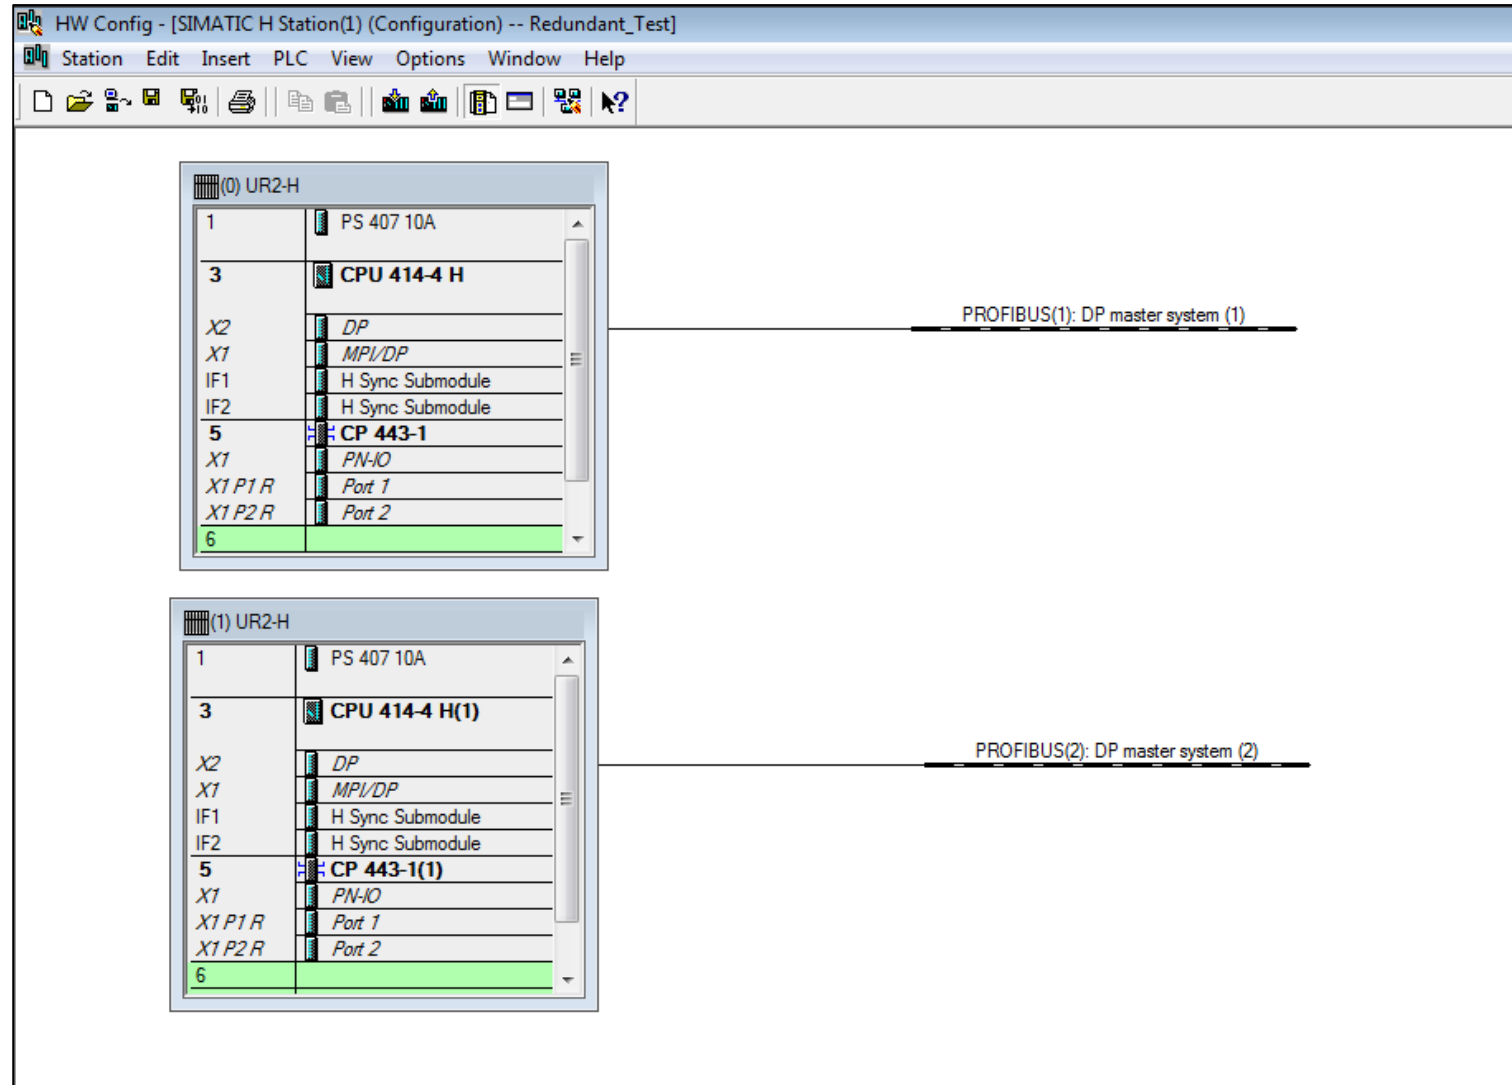 HW Config - [SIMATIC H Station(1) (Configuration) -- Redundant_Test]
Station Edit Insert PLC View Options Window Help
(0) UR2-H
1 PS 407 10A
3 CPU 414-4 H
X2 DP
X1 MPI/DP
IF1 H Sync Submodule
IF2 H Sync Submodule
5 CP 443-1
X1 PN-IO
X1 P1 R Port 1
X1 P2 R Port 2
6
PROFIBUS(1): DP master system (1)
(1) UR2-H
1 PS 407 10A
3 CPU 414-4 H(1)
X2 DP
X1 MPI/DP
IF1 H Sync Submodule
IF2 H Sync Submodule
5 CP 443-1(1)
X1 PN-IO
X1 P1 R Port 1
X1 P2 R Port 2
6
PROFIBUS(2): DP master system (2)